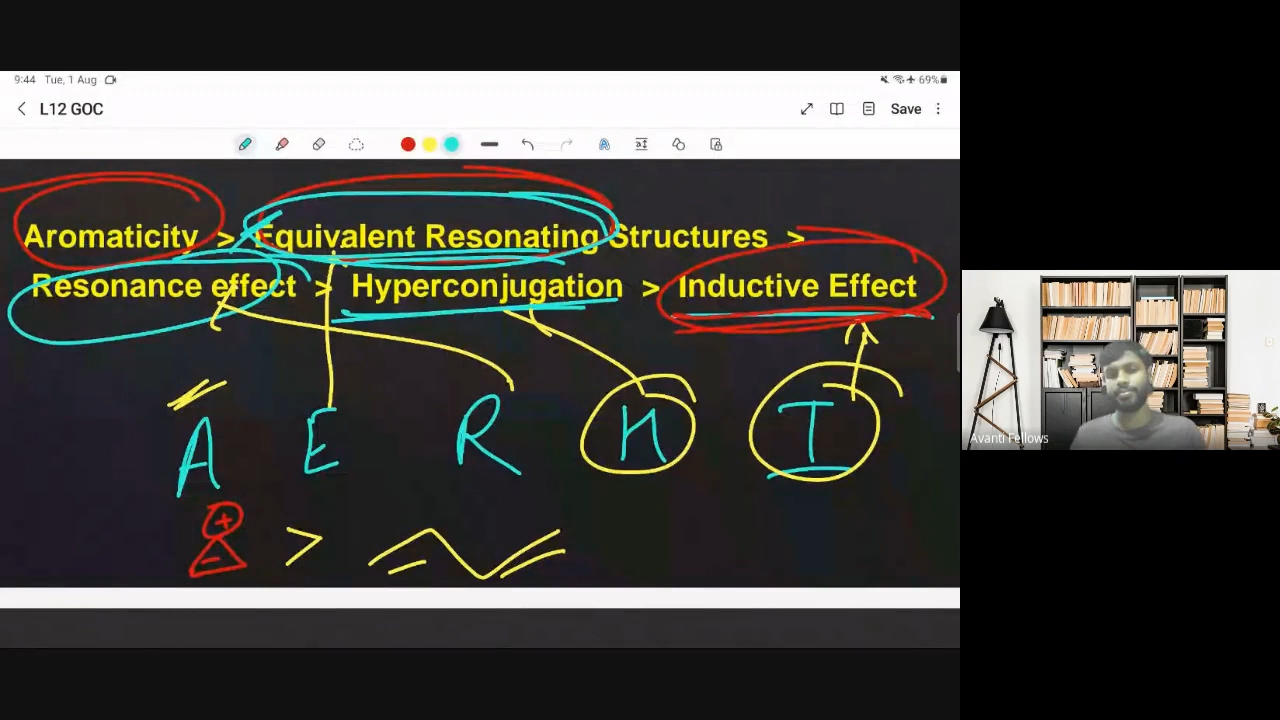 9:44 Tue, 1 Aug 69%
L12 GOC Save
Aromaticity > Equivalent Resonating Structures >
Resonance effect > Hyperconjugation > Inductive Effect
A E R H I
+ >
-
Avanti Fellows